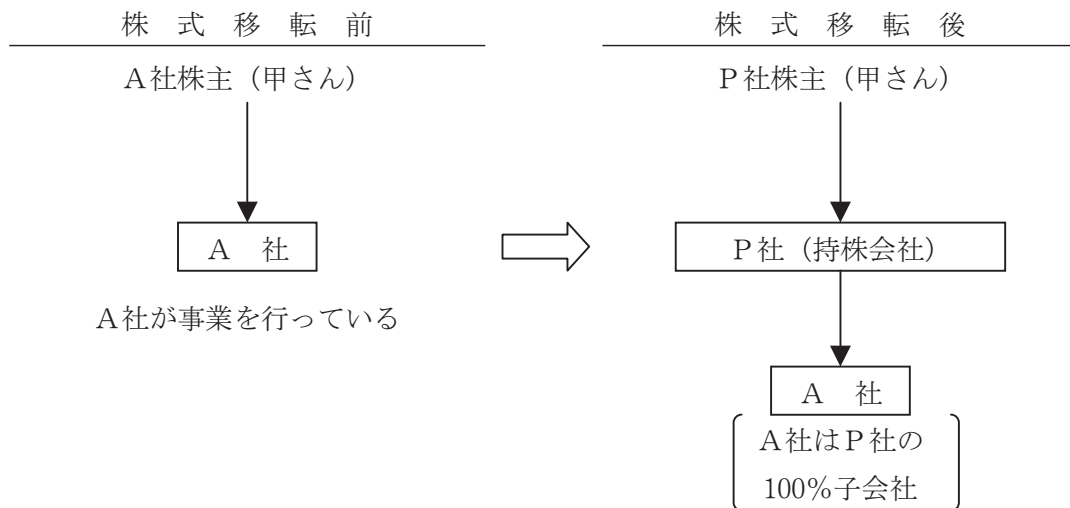 株式移転前
A社株主（甲さん）
A 社
A社が事業を行っている
株式移転後
P社株主（甲さん）
P社（持株会社）
A 社
A社はP社の
100％子会社